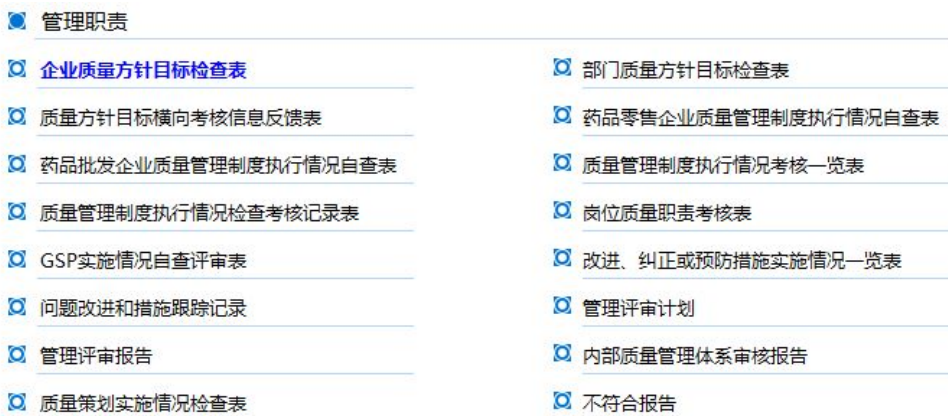 管理职责
企业质量方针目标检查表
部门质量方针目标检查表
质量方针目标横向考核信息反馈表
药品零售企业质量管理制度执行情况自查表
药品批发企业质量管理制度执行情况自查表
质量管理制度执行情况考核一览表
质量管理制度执行情况检查考核记录表
岗位质量职责考核表
GSP实施情况自查评审表
改进、纠正或预防措施实施情况一览表
问题改进和措施跟踪记录
管理评审计划
管理评审报告
内部质量管理体系审核报告
质量策划实施情况检查表
不符合报告